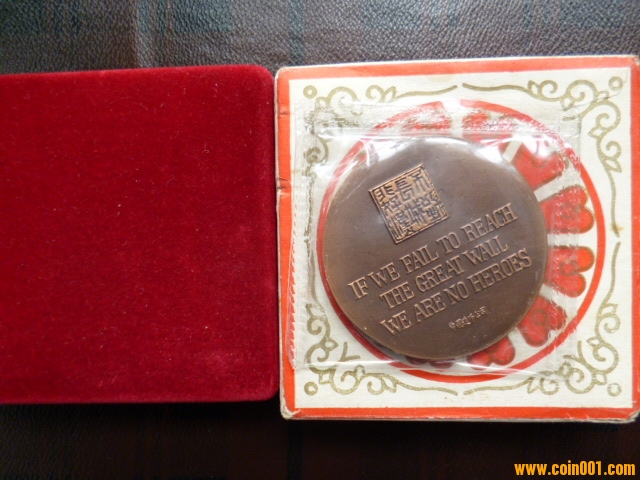 IF WE FAIL TO REACH
THE GREAT WALL
WE ARE NO HEROES
www.coin001.com